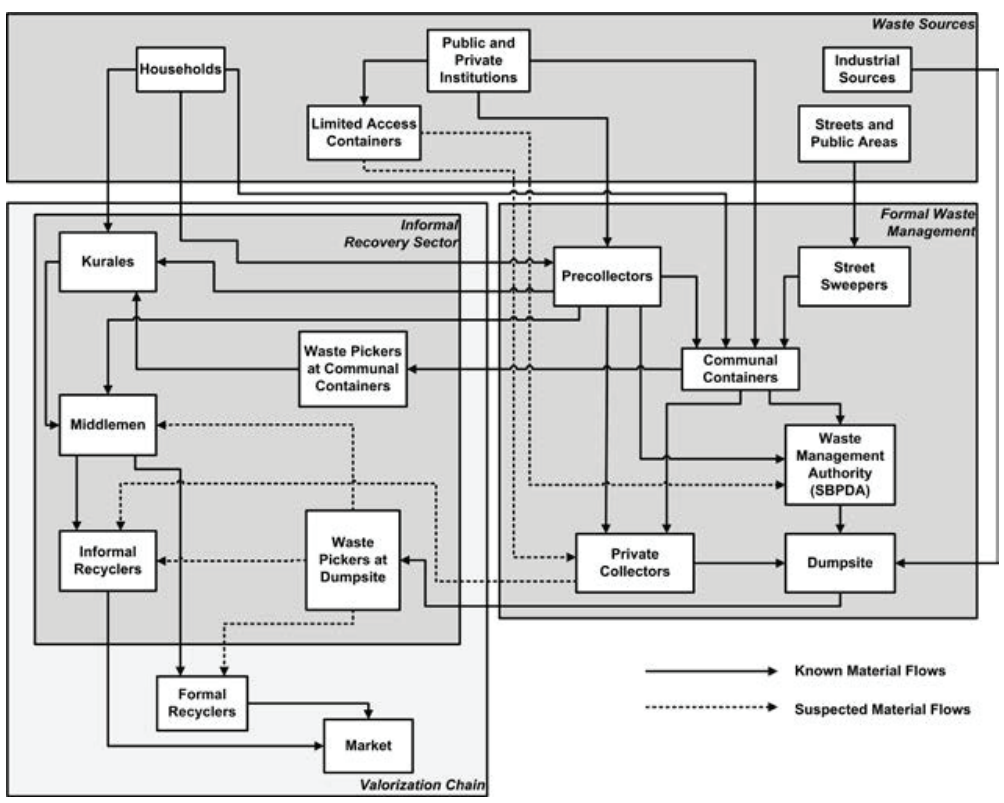 Waste Sources
Households
Public and
Private
Institutions
Industrial
Sources
Limited Access
Containers
Streets and
Public Areas
Informal
Recovery Sector
Formal Waste
Management
Kurales
Precollectors
Street
Sweepers
Waste Pickers
at Communal
Containers
Communal
Containers
Middlemen
Waste
Management
Authority
(SBPDA)
Informal
Recyclers
Waste
Pickers at
Dumpsite
Private
Collectors
Dumpsite
Formal
Recyclers
Market
Valorization Chain
Known Material Flows
Suspected Material Flows